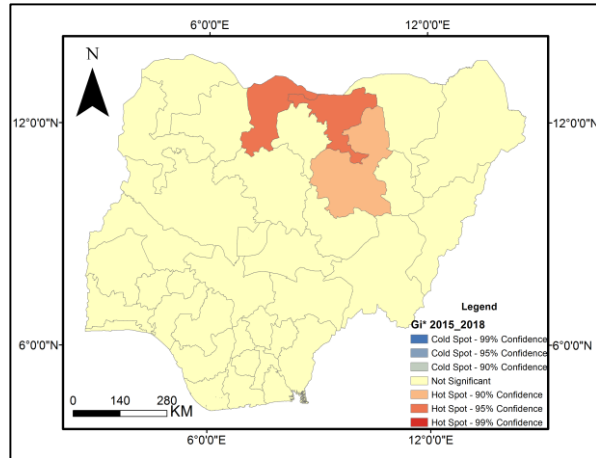 6°0'0"E 12°0'0"E
N
12°0'0"N 12°0'0"N
Legend
Gi* 2015_2018
Cold Spot - 99% Confidence
Cold Spot - 95% Confidence
Cold Spot - 90% Confidence
Not Significant
Hot Spot - 90% Confidence
Hot Spot - 95% Confidence
Hot Spot - 99% Confidence
6°0'0"N 6°0'0"N
0 140 280
KM
6°0'0"E 12°0'0"E